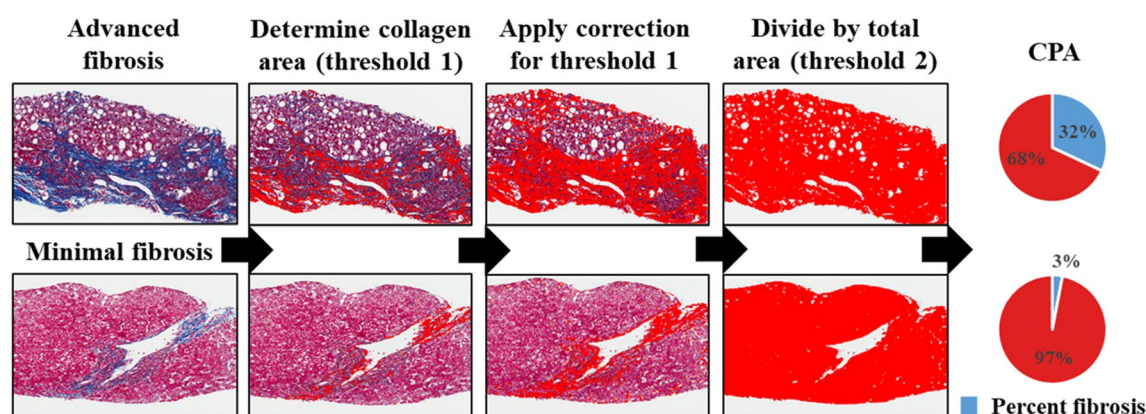 Advanced
fibrosis
Determine collagen
area (threshold 1)
Apply correction
for threshold 1
Divide by total
area (threshold 2)
CPA
32%
68%
Minimal fibrosis
3%
97%
Percent fibrosis